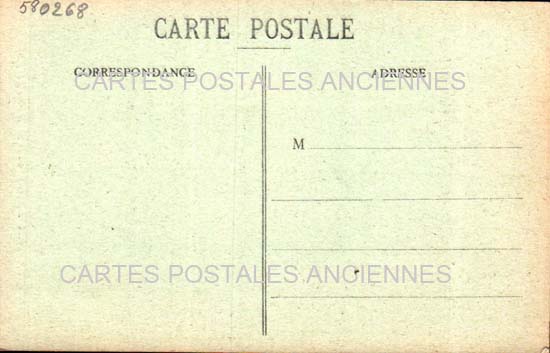 580268
CARTE POSTALE
CORRESPONDANCE
ADRESSE
CARTES POSTALES ANCIENNES
M
CARTES POSTALES ANCIENNES